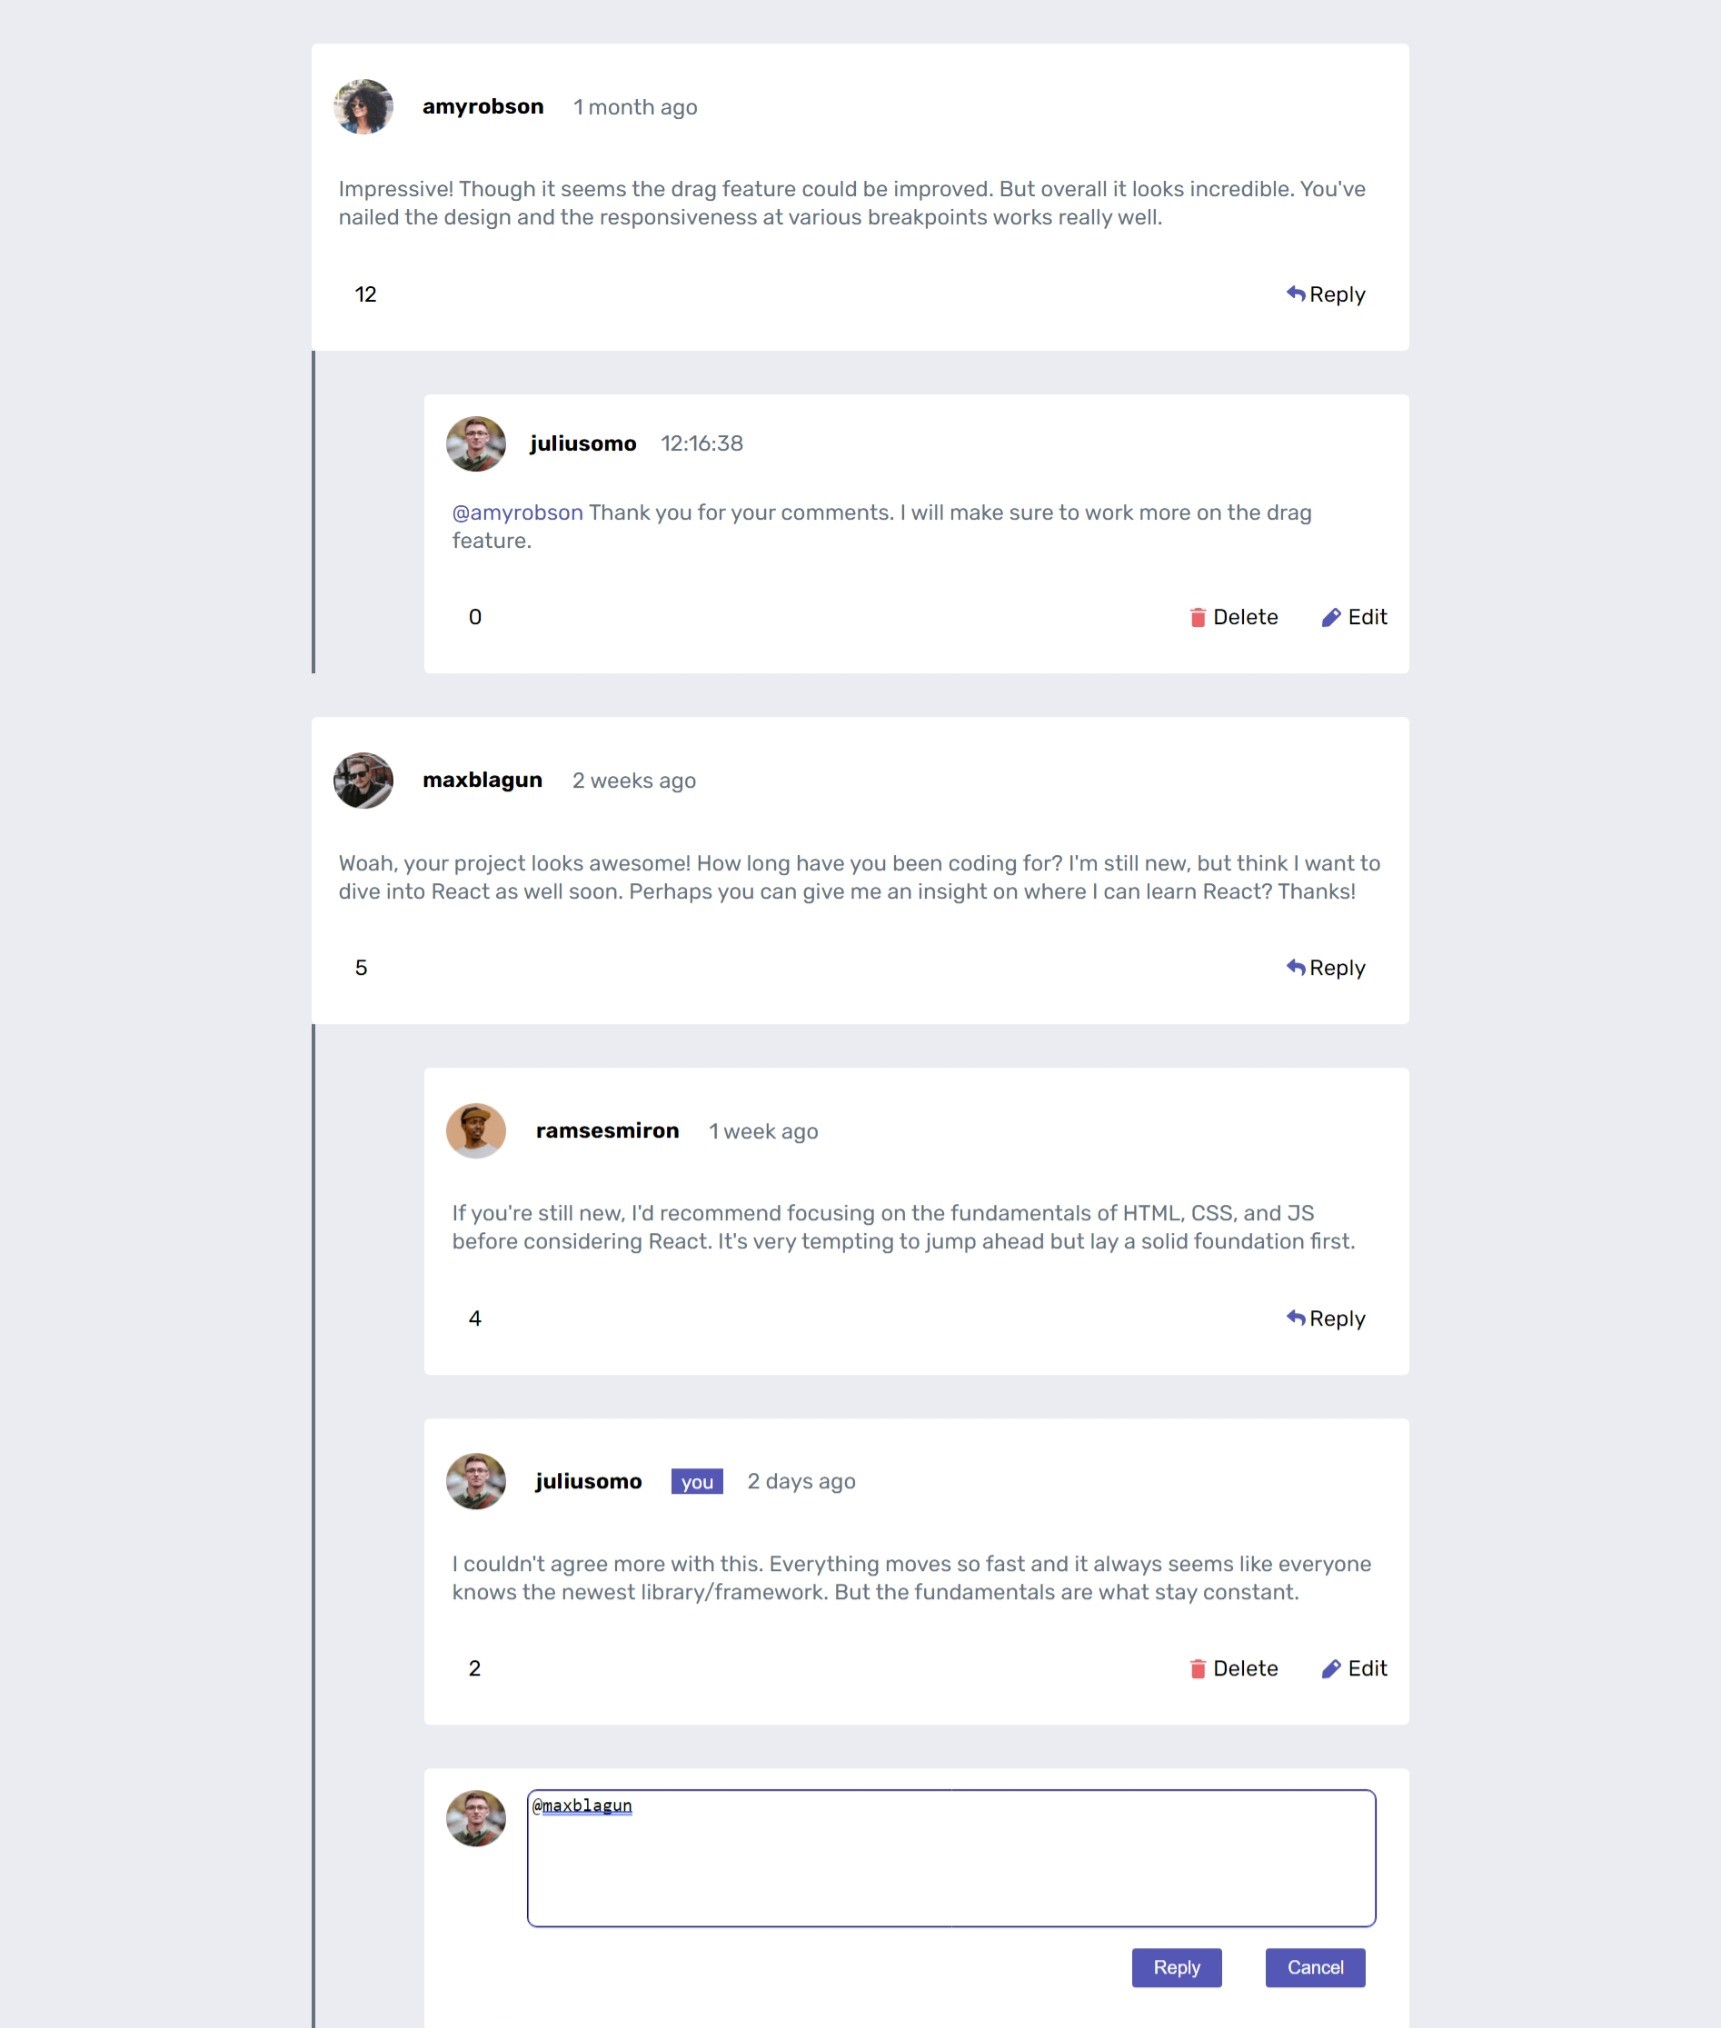 amyrobson 1 month ago
Impressive! Though it seems the drag feature could be improved. But overall it looks incredible. You've
nailed the design and the responsiveness at various breakpoints works really well.
12 Reply
juliusomo 12:16:38
@amyrobson Thank you for your comments. I will make sure to work more on the drag
feature.
0 Delete Edit
maxblagun 2 weeks ago
Woah, your project looks awesome! How long have you been coding for? I'm still new, but think I want to
dive into React as well soon. Perhaps you can give me an insight on where I can learn React? Thanks!
5 Reply
ramsesmiron 1 week ago
If you're still new, I'd recommend focusing on the fundamentals of HTML, CSS, and JS
before considering React. It's very tempting to jump ahead but lay a solid foundation first.
4 Reply
juliusomo you 2 days ago
I couldn't agree more with this. Everything moves so fast and it always seems like everyone
knows the newest library/framework. But the fundamentals are what stay constant.
2 Delete Edit
@maxblagun
Reply Cancel